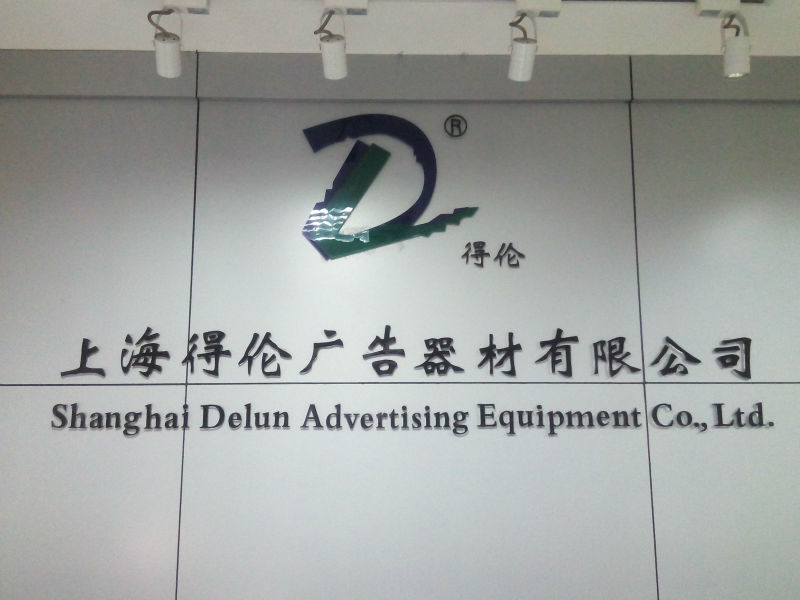 ®
得伦
上海得伦广告器材有限公司
Shanghai Delun Advertising Equipment Co., Ltd.